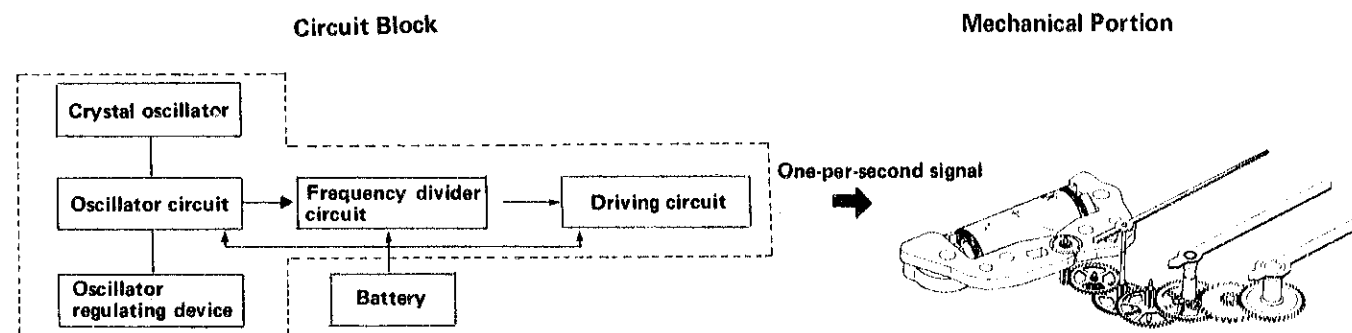 Circuit Block
Mechanical Portion
Crystal oscillator
Oscillator circuit
Frequency divider
circuit
Driving circuit
One-per-second signal
Oscillator
regulating device
Battery